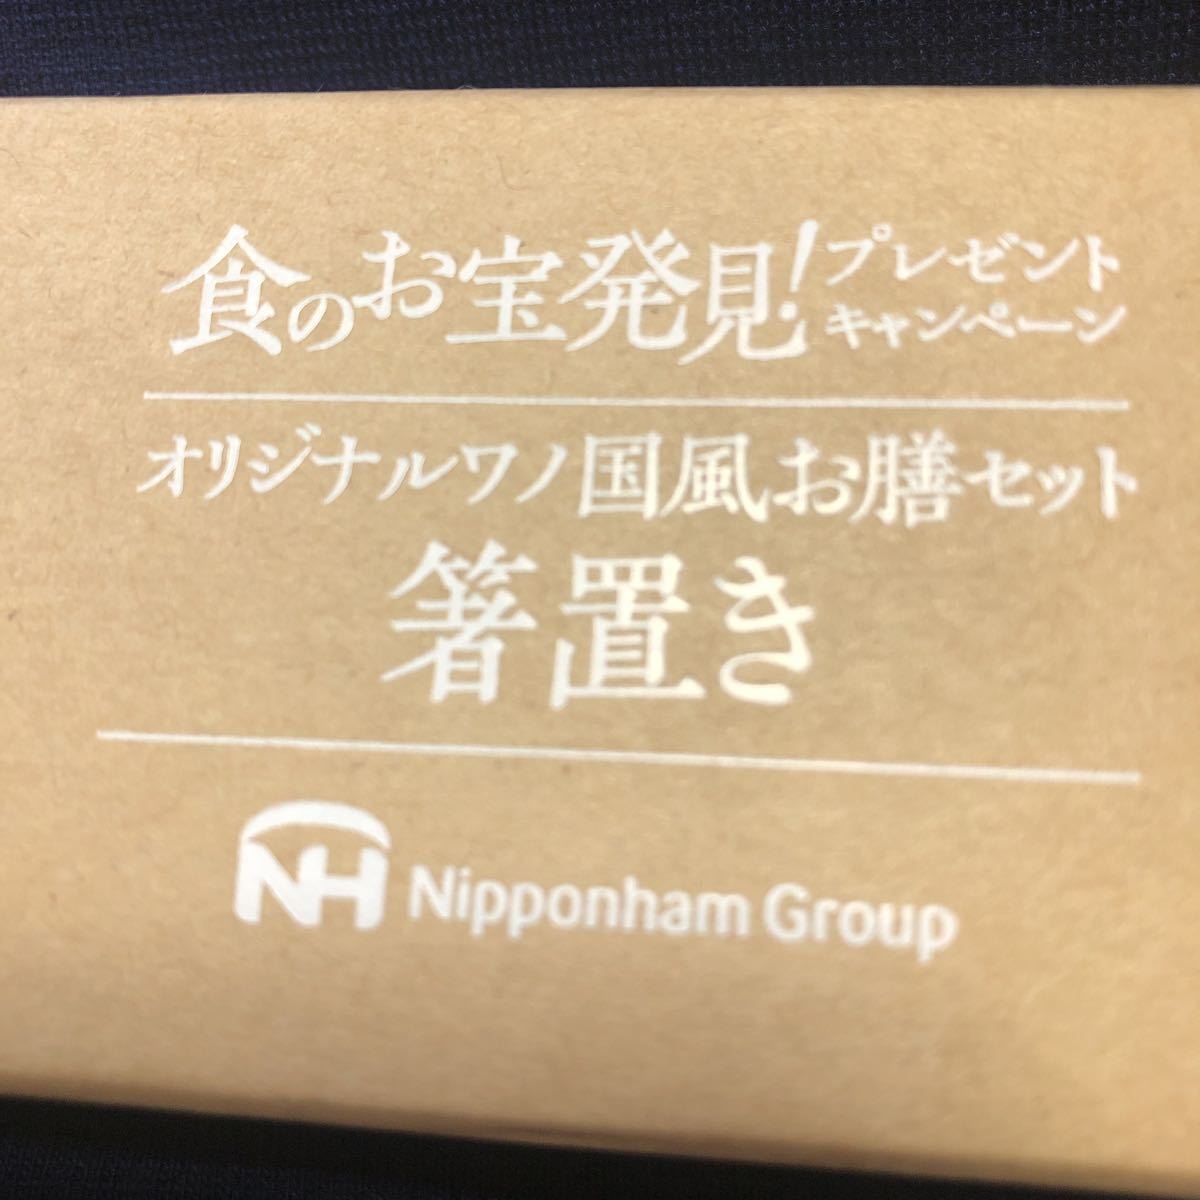 食のお宝発見！プレゼントキャンペーン
オリジナルワノ国風お膳セット
箸置き
NH Nipponham Group